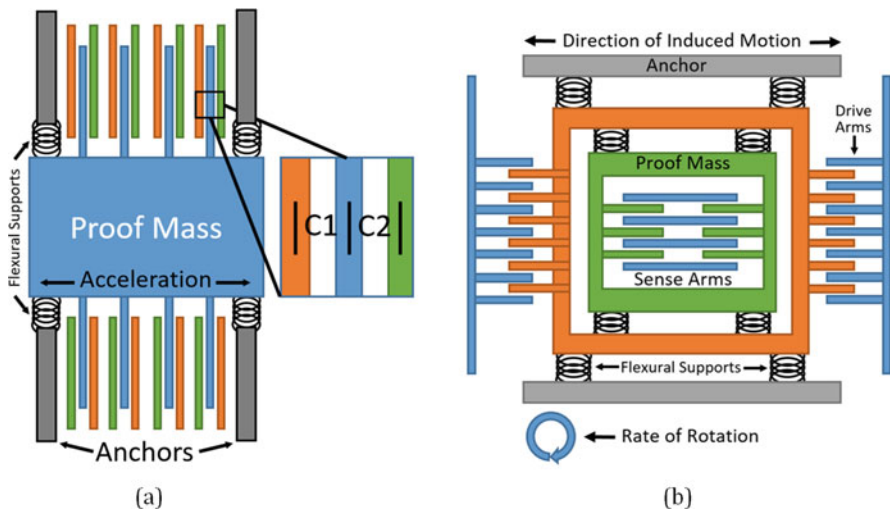 Flexural Supports
Proof Mass
Acceleration
C1
C2
Anchors
(a)
Direction of Induced Motion
Anchor
Drive
Arms
Proof Mass
Sense Arms
Flexural Supports
Rate of Rotation
(b)